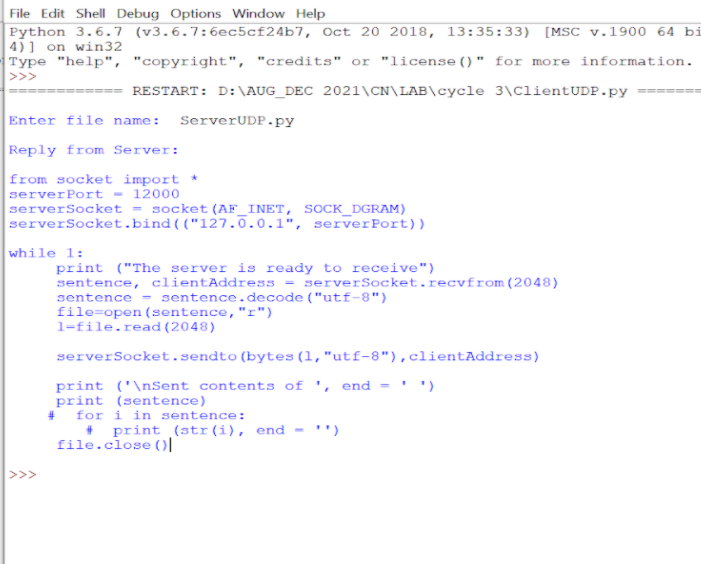 File Edit Shell Debug Options Window Help
Python 3.6.7 (v3.6.7:6ec5cf24b7, Oct 20 2018, 13:35:33) [MSC v.1900 64 bi
4)] on win32
Type "help", "copyright", "credits" or "license()" for more information.
>>>
============ RESTART: D:\AUG_DEC 2021\CN\LAB\cycle 3\ClientUDP.py =======
Enter file name:  ServerUDP.py
Reply from Server:
from socket import *
serverPort = 12000
serverSocket = socket(AF_INET, SOCK_DGRAM)
serverSocket.bind(("127.0.0.1", serverPort))
while 1:
     print ("The server is ready to receive")
     sentence, clientAddress = serverSocket.recvfrom(2048)
     sentence = sentence.decode("utf-8")
     file=open(sentence,"r")
     l=file.read(2048)
     serverSocket.sendto(bytes(l,"utf-8"),clientAddress)
     print ('\nSent contents of ', end = ' ')
     print (sentence)
    #  for i in sentence:
        #  print (str(i), end = '')
     file.close()
>>>